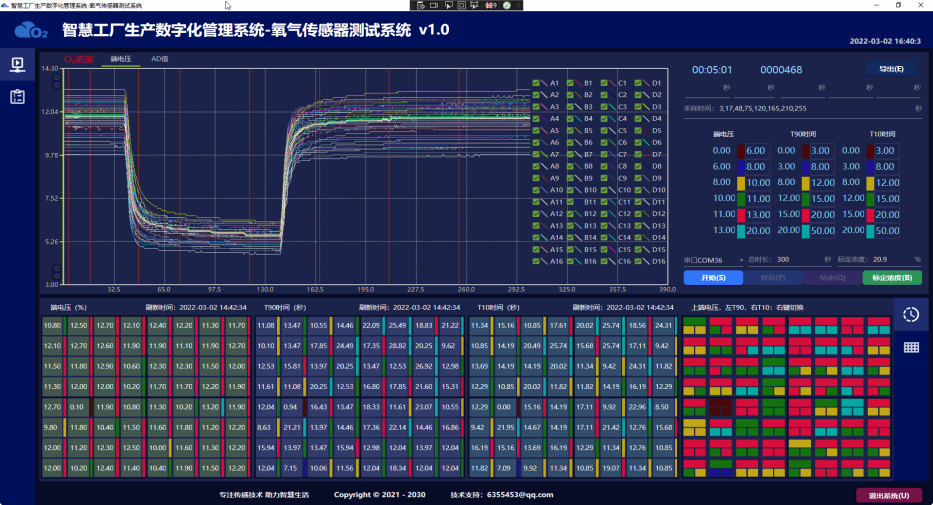 智慧工厂生产数字化管理系统-氧气传感器测试系统
O2 智慧工厂生产数字化管理系统-氧气传感器测试系统 v1.0
2022-03-02 16:40:3
O₂浓度 端电压 AD值
14.30
12.04
9.78
7.52
5.26
3.00
32.5 65.0 97.5 130.0 162.5 195.0 227.5 260.0 292.5 325.0 357.5 390.0
A1 B1 C1 D1
A2 B2 C2 D2
A3 B3 C3 D3
A4 B4 C4 D4
A5 B5 C5 D5
A6 B6 C6 D6
A7 B7 C7 D7
A8 B8 C8 D8
A9 B9 C9 D9
A10 B10 C10 D10
A11 B11 C11 D11
A12 B12 C12 D12
A13 B13 C13 D13
A14 B14 C14 D14
A15 B15 C15 D15
A16 B16 C16 D16
00:05:01 0000468 导出(E)
秒 秒 秒 秒 秒
采样时间: 3,17,48,75,120,165,210,255 秒
端电压 T90时间 T10时间
0.00 6.00 0.00 3.00 0.00 3.00
6.00 8.00 3.00 8.00 3.00 8.00
8.00 10.00 8.00 12.00 8.00 12.00
10.00 11.00 12.00 15.00 12.00 15.00
11.00 13.00 15.00 20.00 15.00 20.00
13.00 20.00 20.00 50.00 20.00 50.00
串口COM36 总时长: 300 秒 标定浓度: 20.9 %
开始(S) 暂停(P) 结束(Q) 标定浓度(B)
端电压 (%) 刷新时间: 2022-03-02 14:42:34 T90时间 (秒) 刷新时间: 2022-03-02 14:42:34 T10时间 (秒) 刷新时间: 2022-03-02 14:42:34 上端电压, 左T90, 右T10; 右键切换
10.80 12.50 12.70 12.10 12.40 12.20 11.30 11.70 11.08 13.47 10.55 14.46 22.09 25.49 18.83 21.22 11.34 15.16 10.85 17.61 20.02 25.74 18.56 24.31
12.10 12.70 12.60 11.90 11.90 11.10 11.90 11.70 10.10 13.47 17.85 24.49 17.35 28.82 20.25 9.62 10.85 14.19 20.49 25.74 15.68 25.74 17.11 9.42
11.50 11.80 12.90 10.60 12.30 12.30 12.50 11.50 12.53 15.81 13.97 20.25 13.47 12.53 26.92 12.98 13.69 14.19 14.19 20.02 11.34 9.42 24.31 11.82
11.30 12.00 12.00 10.20 11.70 11.70 12.20 11.90 11.61 11.08 20.25 12.53 16.80 17.85 21.60 15.31 12.29 10.85 20.02 11.82 11.82 14.19 16.19 12.29
12.70 0.10 11.90 10.80 11.30 10.20 13.20 11.90 12.04 0.94 16.43 13.47 18.33 11.61 23.07 10.55 12.29 0.00 15.16 14.19 17.11 9.92 22.96 8.50
9.80 11.80 10.40 11.50 11.60 11.80 10.80 11.20 8.63 21.21 13.97 14.46 17.36 22.14 14.46 16.86 9.42 21.95 14.67 14.19 17.11 21.42 12.76 15.68
12.00 11.20 12.30 12.50 10.00 11.60 11.30 12.20 15.94 13.97 13.47 15.94 12.98 12.04 13.97 12.04 16.19 15.16 13.69 16.19 12.29 11.34 12.76 10.85
12.00 10.20 12.40 11.40 10.40 11.90 11.50 12.20 12.04 7.15 10.06 11.56 12.04 18.34 12.04 12.04 11.82 7.09 9.92 11.34 10.85 19.07 11.34 10.85
专注传感技术 助力智慧生活 Copyright © 2021 - 2030 技术支持: 6355453@qq.com 退出系统(U)